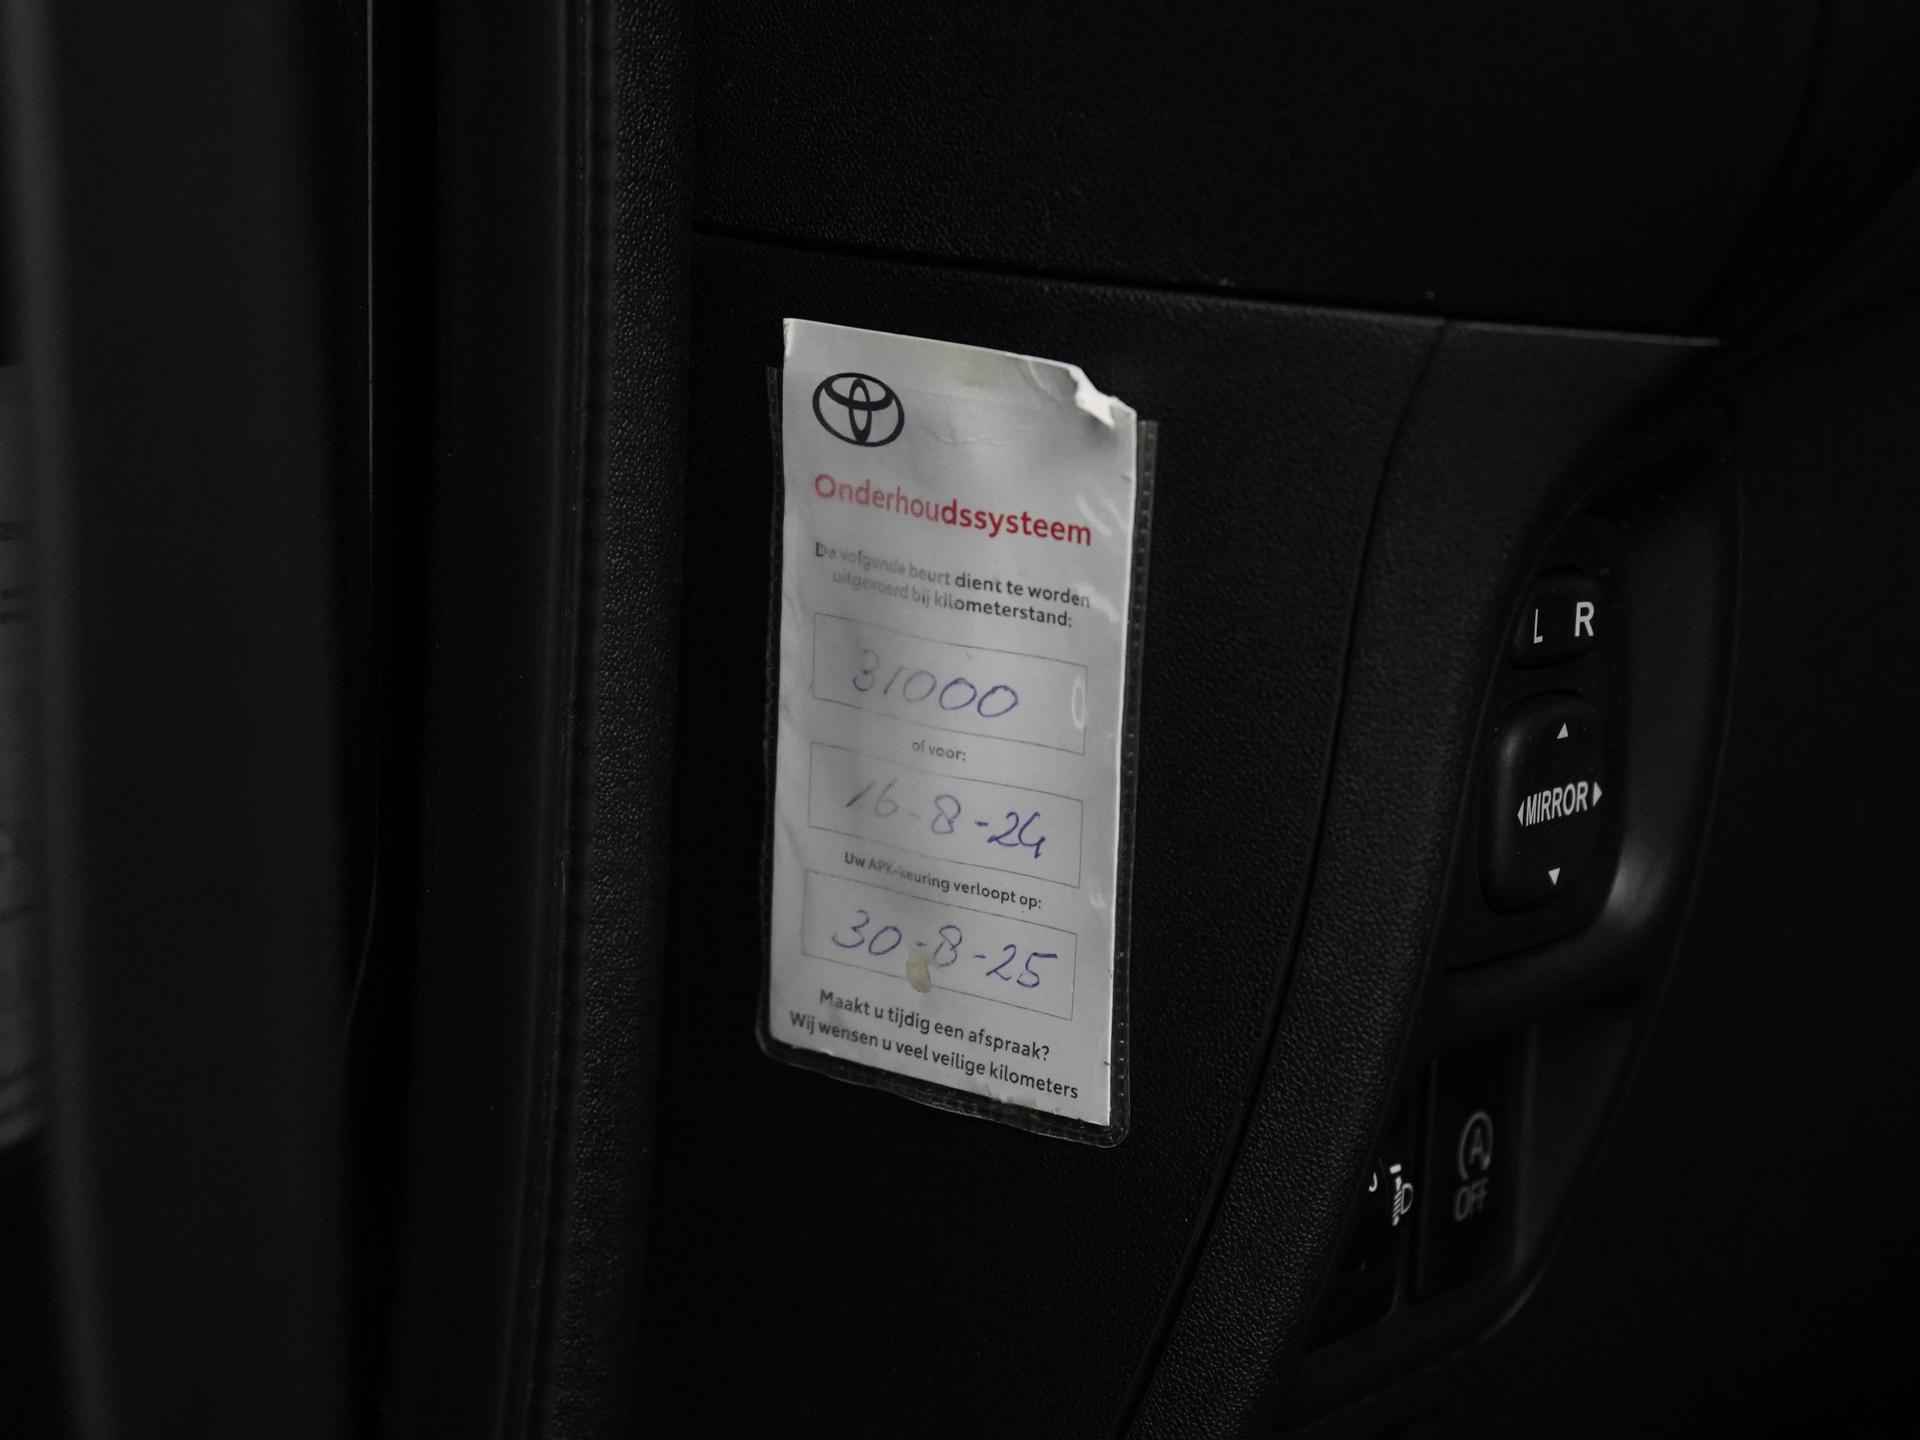 Onderhoudssysteem
De volgende beurt dient te worden
uitgevoerd bij kilometerstand:
31000
of voor:
16-8-24
Uw APK-keuring verloopt op:
30-8-25
Maakt u tijdig een afspraak?
Wij wensen u veel veilige kilometers
L R
MIRROR
A
OFF